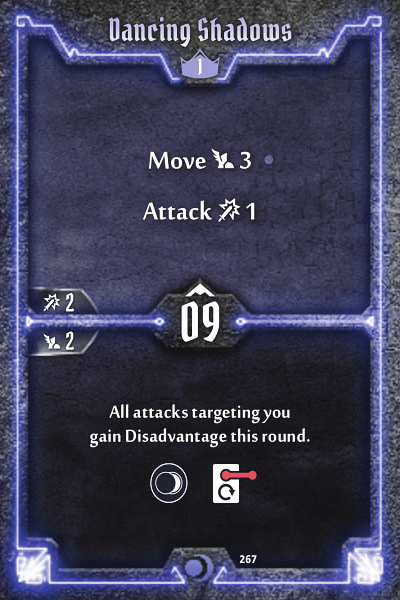 Dancing Shadows
1
Move 3
Attack 1
2
09
2
All attacks targeting you
gain Disadvantage this round.
267